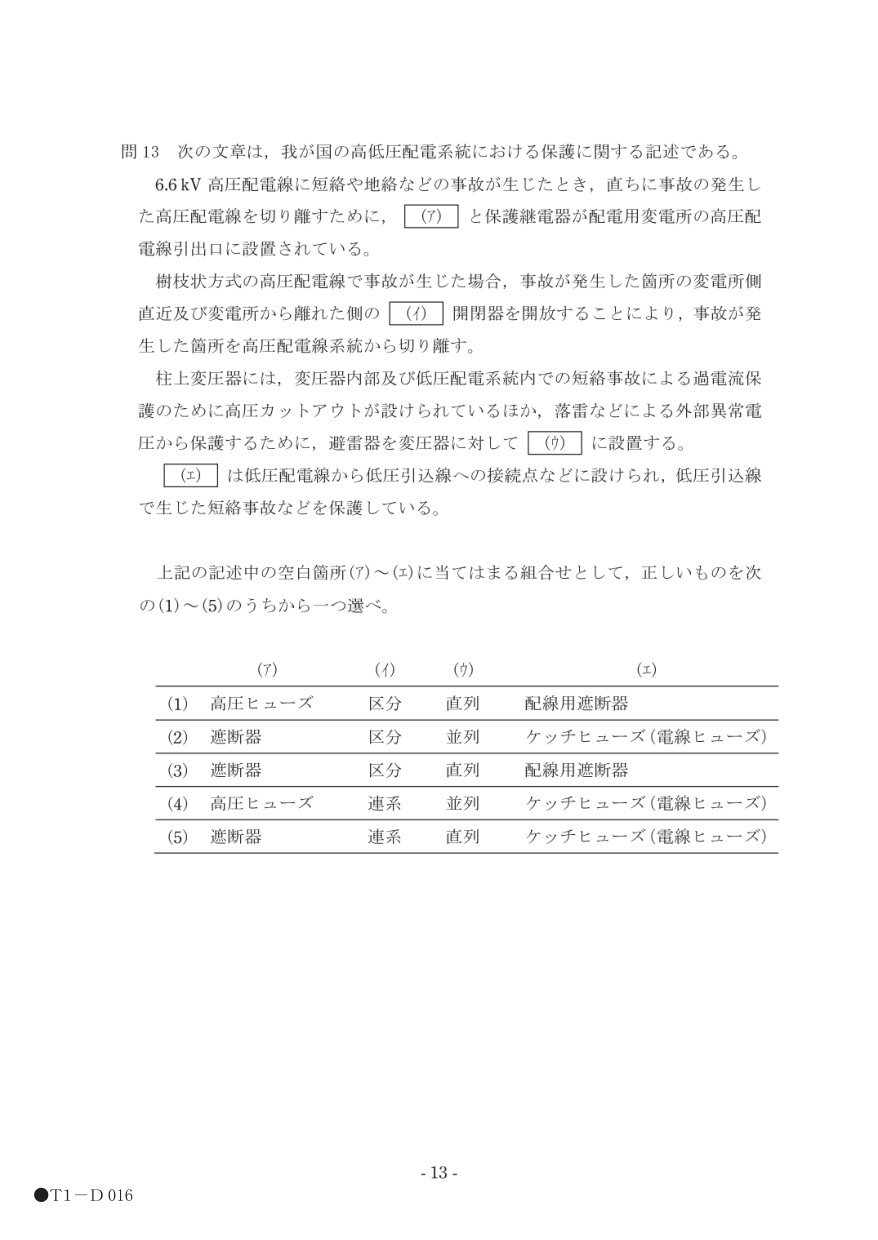 問 13 次の文章は，我が国の高低圧配電系統における保護に関する記述である。
6.6 kV 高圧配電線に短絡や地絡などの事故が生じたとき，直ちに事故の発生し
た高圧配電線を切り離すために， (ア) と保護継電器が配電用変電所の高圧配
電線引出口に設置されている。
樹枝状方式の高圧配電線で事故が生じた場合，事故が発生した箇所の変電所側
直近及び変電所から離れた側の (イ) 開閉器を開放することにより，事故が発
生した箇所を高圧配電線系統から切り離す。
柱上変圧器には，変圧器内部及び低圧配電系統内での短絡事故による過電流保
護のために高圧カットアウトが設けられているほか，落雷などによる外部異常電
圧から保護するために，避雷器を変圧器に対して (ウ) に設置する。
(エ) は低圧配電線から低圧引込線への接続点などに設けられ，低圧引込線
で生じた短絡事故などを保護している。
上記の記述中の空白箇所(ア)～(エ)に当てはまる組合せとして，正しいものを次
の(1)～(5)のうちから一つ選べ。
(ア) (イ) (ウ) (エ)
(1) 高圧ヒューズ 区分 直列 配線用遮断器
(2) 遮断器 区分 並列 ケッチヒューズ(電線ヒューズ)
(3) 遮断器 区分 直列 配線用遮断器
(4) 高圧ヒューズ 連系 並列 ケッチヒューズ(電線ヒューズ)
(5) 遮断器 連系 直列 ケッチヒューズ(電線ヒューズ)
- 13 -
●T1－D 016